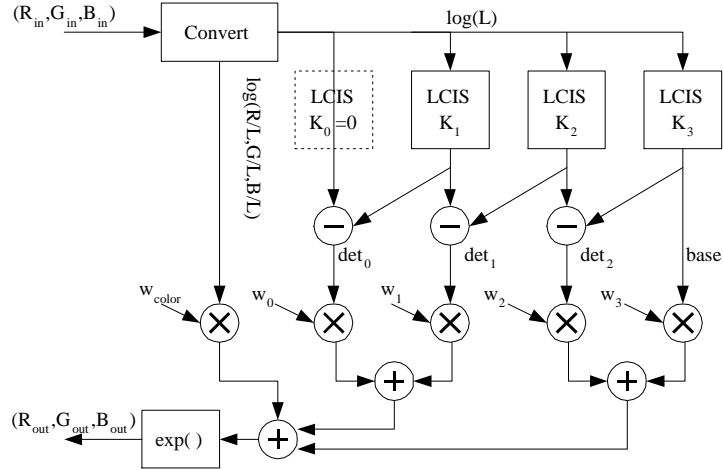 (R_in,G_in,B_in)
Convert
log(L)
log(R/L,G/L,B/L)
LCIS
K_0 =0
LCIS
K_1
LCIS
K_2
LCIS
K_3
−
−
−
det_0
det_1
det_2
base
w_color
w_0
w_1
w_2
w_3
×
×
×
×
×
+
+
(R_out,G_out,B_out)
exp( )
+